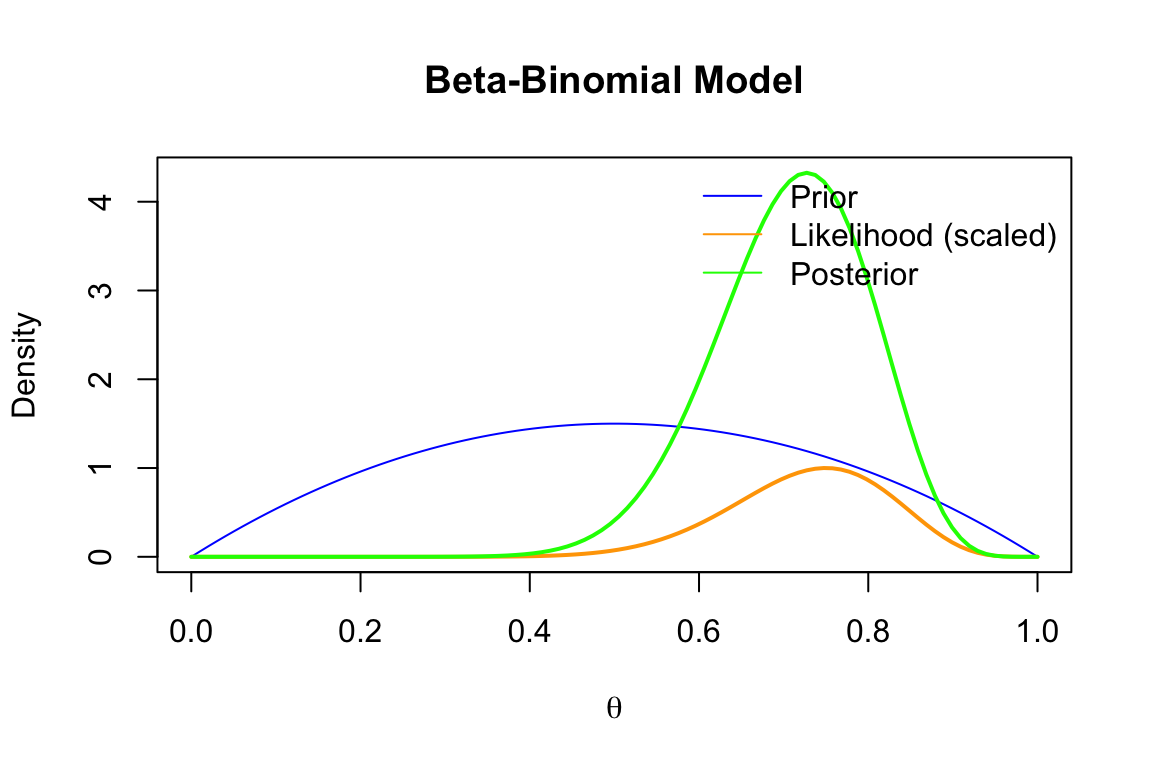 Beta-Binomial Model
Prior
Likelihood (scaled)
Posterior
Density
0
1
2
3
4
0.0
0.2
0.4
0.6
0.8
1.0
θ